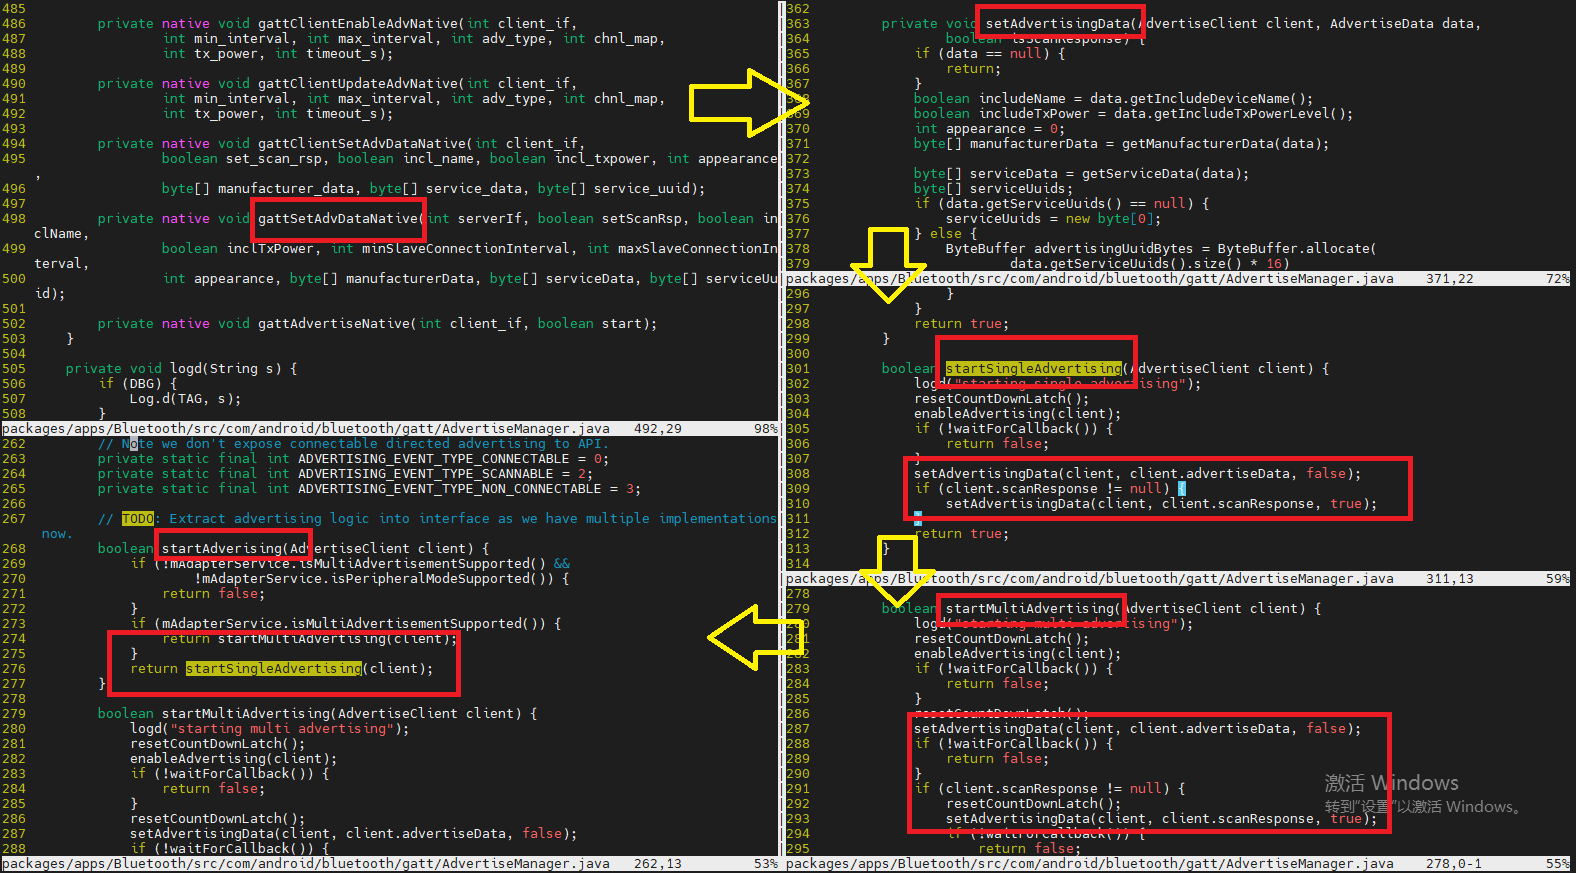 485
486         private native void gattClientEnableAdvNative(int client_if,
487                 int min_interval, int max_interval, int adv_type, int chnl_map,
488                 int tx_power, int timeout_s);
489
490         private native void gattClientUpdateAdvNative(int client_if,
491                 int min_interval, int max_interval, int adv_type, int chnl_map,
492                 int tx_power, int timeout_s);
493
494         private native void gattClientSetAdvDataNative(int client_if,
495                 boolean set_scan_rsp, boolean incl_name, boolean incl_txpower, int appearance
,
496                 byte[] manufacturer_data, byte[] service_data, byte[] service_uuid);
497
498         private native void gattSetAdvDataNative(int serverIf, boolean setScanRsp, boolean in
clName,
499                 boolean inclTxPower, int minSlaveConnectionInterval, int maxSlaveConnectionIn
terval,
500                 int appearance, byte[] manufacturerData, byte[] serviceData, byte[] serviceUu
id);
501
502         private native void gattAdvertiseNative(int client_if, boolean start);
503     }
504
505     private void logd(String s) {
506         if (DBG) {
507             Log.d(TAG, s);
508         }
packages/apps/Bluetooth/src/com/android/bluetooth/gatt/AdvertiseManager.java   492,29   98%
262         // Note we don't expose connectable directed advertising to API.
263         private static final int ADVERTISING_EVENT_TYPE_CONNECTABLE = 0;
264         private static final int ADVERTISING_EVENT_TYPE_SCANNABLE = 2;
265         private static final int ADVERTISING_EVENT_TYPE_NON_CONNECTABLE = 3;
266
267         // TODO: Extract advertising logic into interface as we have multiple implementations
now.
268         boolean startAdverising(AdvertiseClient client) {
269             if (!mAdapterService.isMultiAdvertisementSupported() &&
270                     !mAdapterService.isPeripheralModeSupported()) {
271                 return false;
272             }
273             if (mAdapterService.isMultiAdvertisementSupported()) {
274                 return startMultiAdvertising(client);
275             }
276             return startSingleAdvertising(client);
277         }
278
279         boolean startMultiAdvertising(AdvertiseClient client) {
280             logd("starting multi advertising");
281             resetCountDownLatch();
282             enableAdvertising(client);
283             if (!waitForCallback()) {
284                 return false;
285             }
286             resetCountDownLatch();
287             setAdvertisingData(client, client.advertiseData, false);
288             if (!waitForCallback()) {
packages/apps/Bluetooth/src/com/android/bluetooth/gatt/AdvertiseManager.java   262,13   53%
362
363         private void setAdvertisingData(AdvertiseClient client, AdvertiseData data,
364                 boolean isScanResponse) {
365             if (data == null) {
366                 return;
367             }
368             boolean includeName = data.getIncludeDeviceName();
369             boolean includeTxPower = data.getIncludeTxPowerLevel();
370             int appearance = 0;
371             byte[] manufacturerData = getManufacturerData(data);
372
373             byte[] serviceData = getServiceData(data);
374             byte[] serviceUuids;
375             if (data.getServiceUuids() == null) {
376                 serviceUuids = new byte[0];
377             } else {
378                 ByteBuffer advertisingUuidBytes = ByteBuffer.allocate(
379                         data.getServiceUuids().size() * 16)
packages/apps/Bluetooth/src/com/android/bluetooth/gatt/AdvertiseManager.java   371,22   72%
296                 }
297             }
298             return true;
299         }
300
301         boolean startSingleAdvertising(AdvertiseClient client) {
302             logd("starting single advertising");
303             resetCountDownLatch();
304             enableAdvertising(client);
305             if (!waitForCallback()) {
306                 return false;
307             }
308             setAdvertisingData(client, client.advertiseData, false);
309             if (client.scanResponse != null) {
310                 setAdvertisingData(client, client.scanResponse, true);
311             }
312             return true;
313         }
314
packages/apps/Bluetooth/src/com/android/bluetooth/gatt/AdvertiseManager.java   311,13   59%
278
279         boolean startMultiAdvertising(AdvertiseClient client) {
280             logd("starting multi advertising");
281             resetCountDownLatch();
282             enableAdvertising(client);
283             if (!waitForCallback()) {
284                 return false;
285             }
286             resetCountDownLatch();
287             setAdvertisingData(client, client.advertiseData, false);
288             if (!waitForCallback()) {
289                 return false;
290             }
291             if (client.scanResponse != null) {
292                 resetCountDownLatch();
293                 setAdvertisingData(client, client.scanResponse, true);
294                 if (!waitForCallback()) {
295                     return false;
packages/apps/Bluetooth/src/com/android/bluetooth/gatt/AdvertiseManager.java   278,0-1   55%
激活 Windows
转到“设置”以激活 Windows。